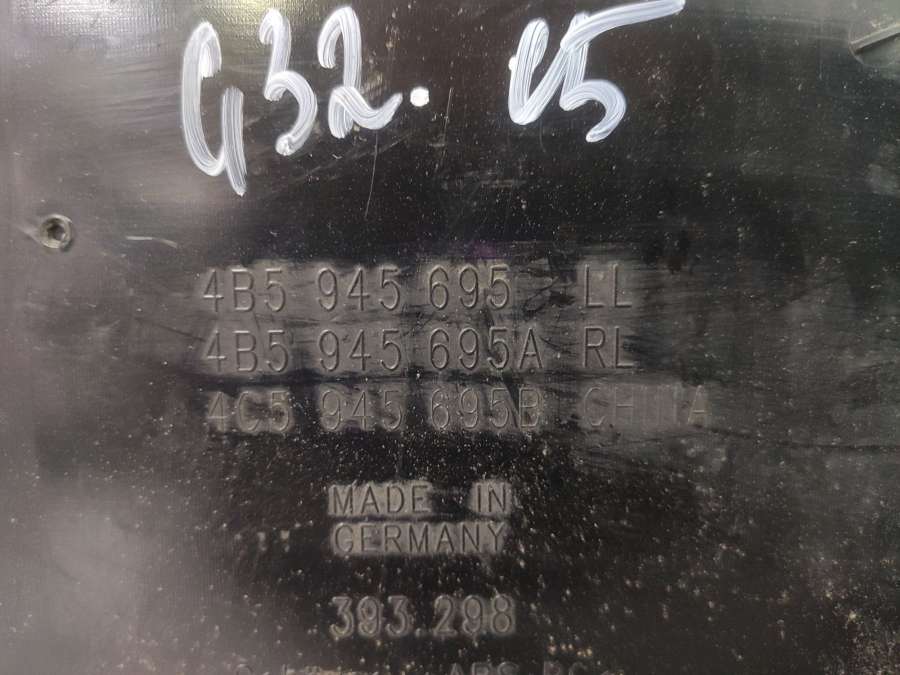 G32. 05
4B5 945 695 LL
4B5 945 695A RL
4C5 945 695B CHINA
MADE IN
GERMANY
393.298